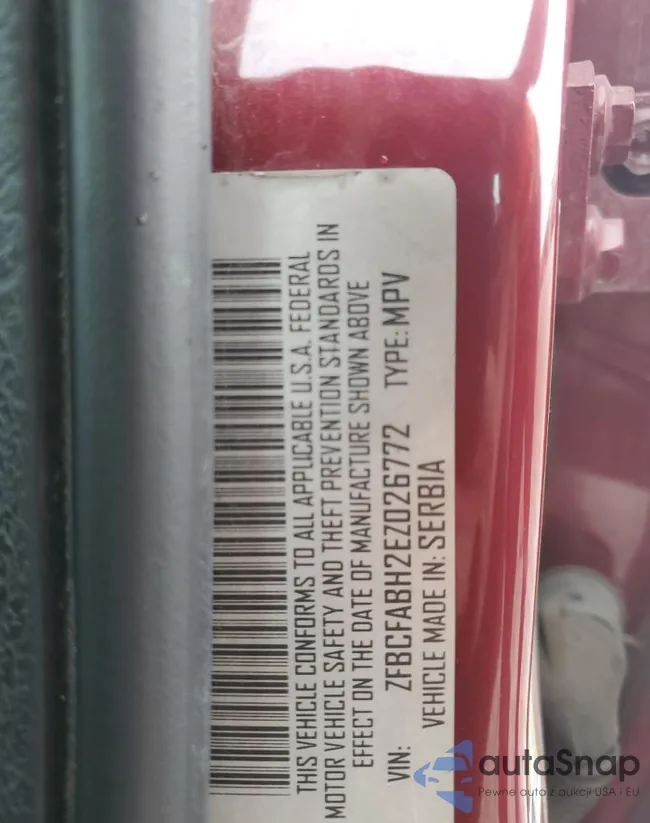 THIS VEHICLE CONFORMS TO ALL APPLICABLE U.S.A. FEDERAL
MOTOR VEHICLE SAFETY AND THEFT PREVENTION STANDARDS IN
EFFECT ON THE DATE OF MANUFACTURE SHOWN ABOVE
VIN: ZFBCFABH2EZ026772 TYPE: MPV
VEHICLE MADE IN: SERBIA
autoSnap
Pewne auta z aukcji USA i EU